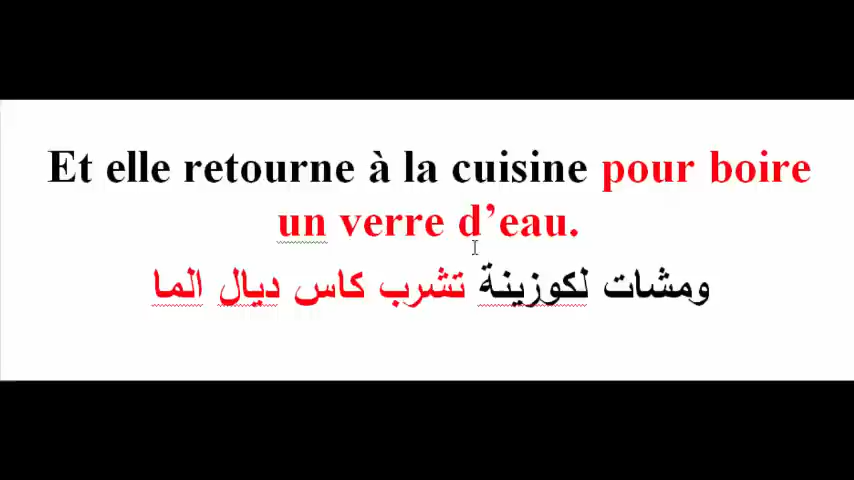 Et elle retourne à la cuisine pour boire
un verre d’eau.
ومشات لكوزينة تشرب كاس ديال الما